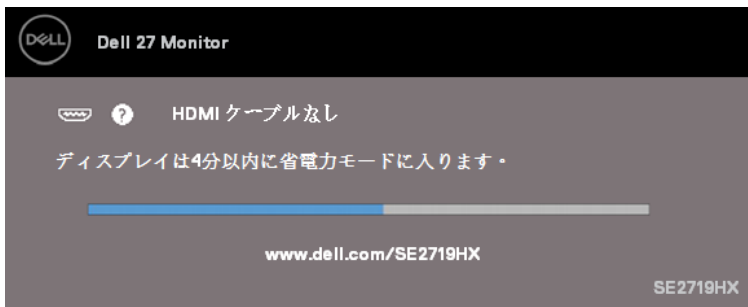 DELL
Dell 27 Monitor
? HDMI ケーブルなし
ディスプレイは4分以内に省電力モードに入ります。
www.dell.com/SE2719HX
SE2719HX